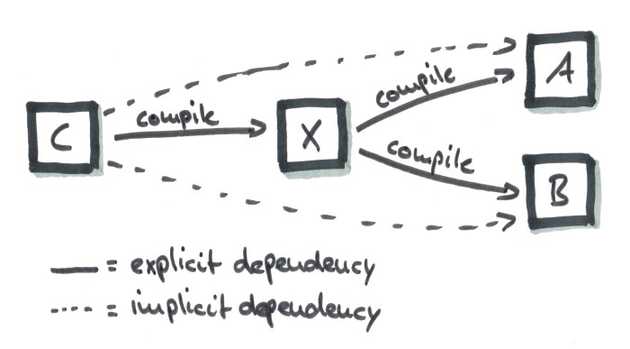 A
compile
C
compile
X
compile
B
— = explicit dependency
---- = implicit dependency